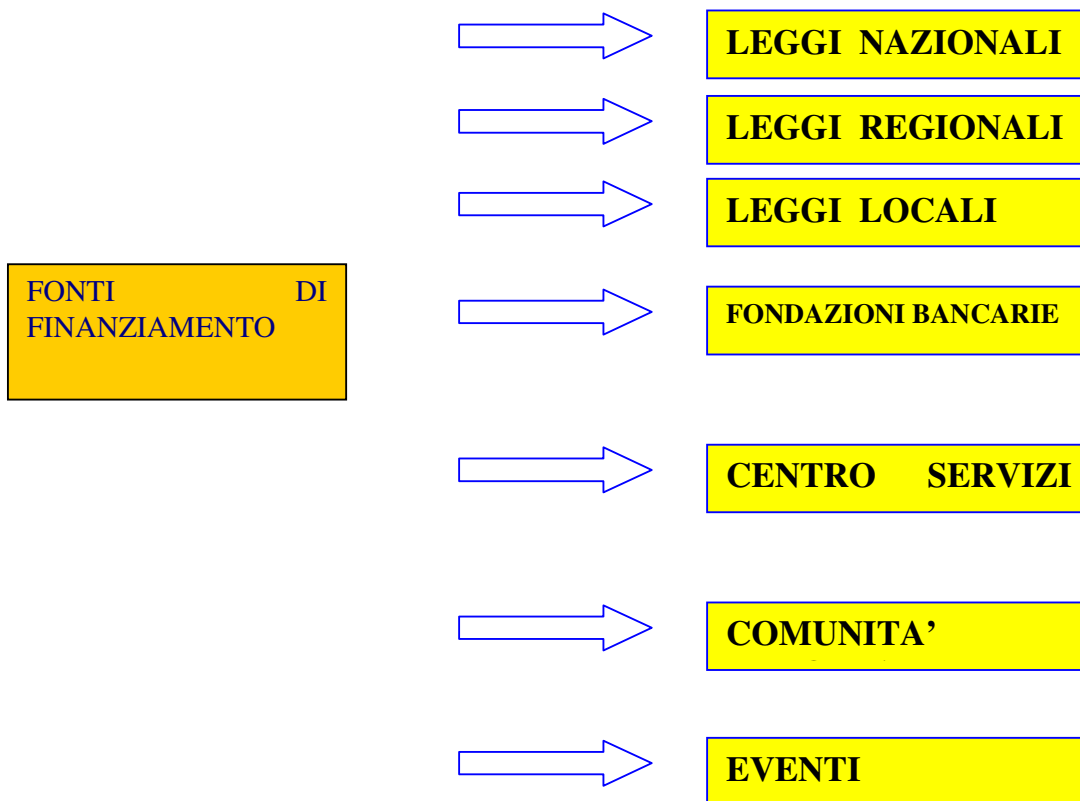 LEGGI NAZIONALI
LEGGI REGIONALI
LEGGI LOCALI
FONTI DI
FINANZIAMENTO
FONDAZIONI BANCARIE
CENTRO SERVIZI
COMUNITA’
EVENTI